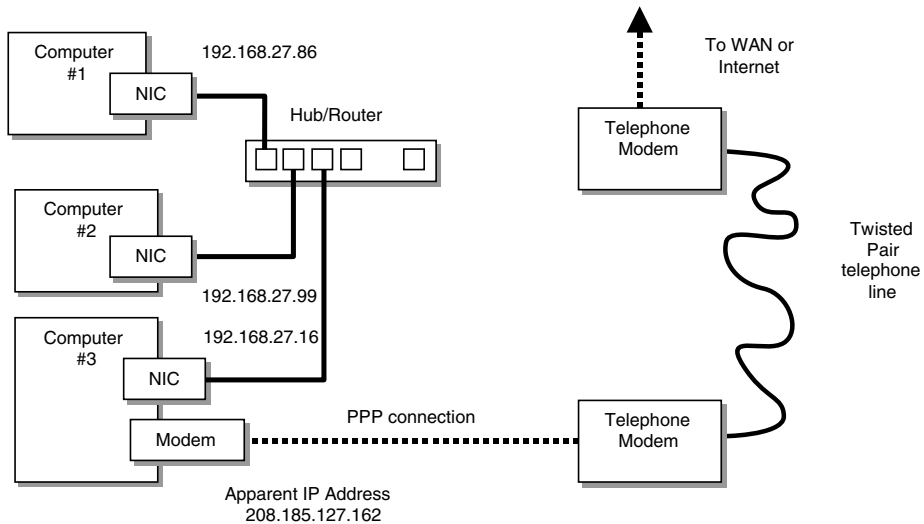 Computer
#1
NIC
192.168.27.86
Hub/Router
To WAN or
Internet
Telephone
Modem
Computer
#2
NIC
192.168.27.99
Twisted
Pair
telephone
line
Computer
#3
192.168.27.16
NIC
Modem
PPP connection
Telephone
Modem
Apparent IP Address
208.185.127.162